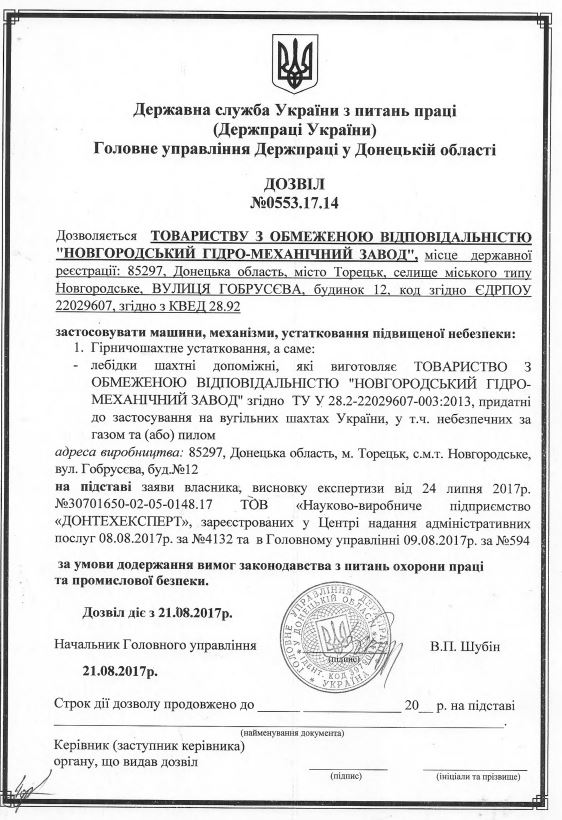 Державна служба України з питань праці
(Держпраці України)
Головне управління Держпраці у Донецькій області
ДОЗВІЛ
№0553.17.14
Дозволяється ТОВАРИСТВУ З ОБМЕЖЕНОЮ ВІДПОВІДАЛЬНІСТЮ
"НОВГОРОДСЬКИЙ ГІДРО-МЕХАНІЧНИЙ ЗАВОД", місце державної
реєстрації: 85297, Донецька область, місто Торецьк, селище міського типу
Новгородське, ВУЛИЦЯ ГОБРУСЄВА, будинок 12, код згідно ЄДРПОУ
22029607, згідно з КВЕД 28.92
застосовувати машини, механізми, устатковання підвищеної небезпеки:
1. Гірничошахтне устатковання, а саме:
- лебідки шахтні допоміжні, які виготовляє ТОВАРИСТВО З
ОБМЕЖЕНОЮ ВІДПОВІДАЛЬНІСТЮ "НОВГОРОДСЬКИЙ ГІДРО-
МЕХАНІЧНИЙ ЗАВОД" згідно ТУ У 28.2-22029607-003:2013, придатні
до застосування на вугільних шахтах України, у т.ч. небезпечних за
газом та (або) пилом
адреса виробництва: 85297, Донецька область, м. Торецьк, с.м.т. Новгородське,
вул. Гобрусєва, буд.№12
на підставі заяви власника, висновку експертизи від 24 липня 2017р.
№30701650-02-05-0148.17 ТОВ «Науково-виробниче підприємство
«ДОНТЕХЕКСПЕРТ», зареєстрованих у Центрі надання адміністративних
послуг 08.08.2017р. за №4132 та в Головному управлінні 09.08.2017р. за №594
за умови додержання вимог законодавства з питань охорони праці
та промислової безпеки.
Дозвіл діє з 21.08.2017р.
Начальник Головного управління (підпис) В.П. Шубін
21.08.2017р.
Строк дії дозволу продовжено до ______ ____________ 20__ р. на підставі
(найменування документа)
Керівник (заступник керівника)
органу, що видав дозвіл
(підпис) (ініціали та прізвище)